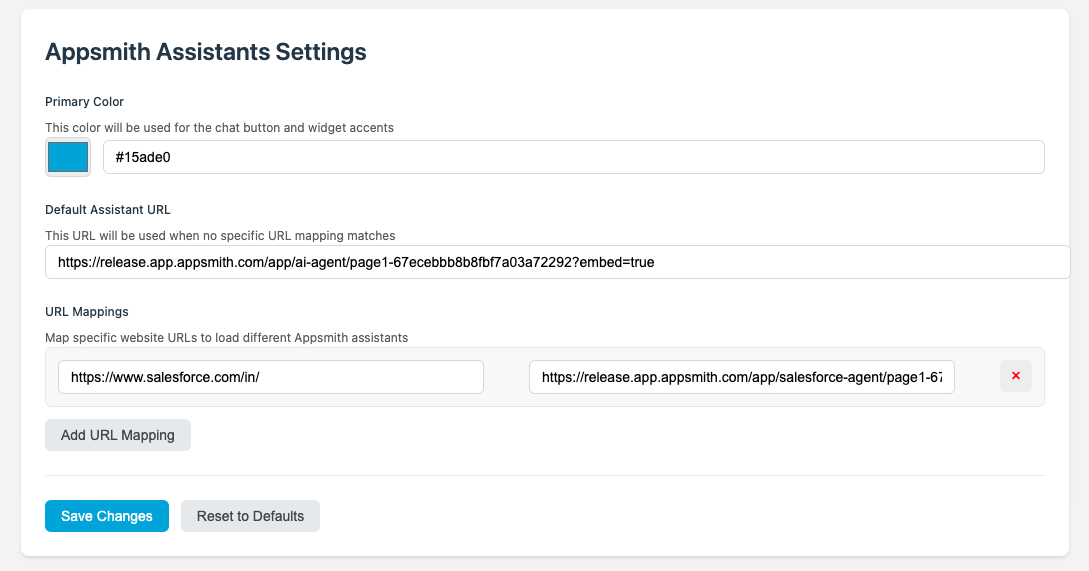 Appsmith Assistants Settings
Primary Color
This color will be used for the chat button and widget accents
#15ade0
Default Assistant URL
This URL will be used when no specific URL mapping matches
https://release.app.appsmith.com/app/ai-agent/page1-67ecebbb8b8fbf7a03a72292?embed=true
URL Mappings
Map specific website URLs to load different Appsmith assistants
https://www.salesforce.com/in/ https://release.app.appsmith.com/app/salesforce-agent/page1-67 ×
Add URL Mapping
Save Changes Reset to Defaults